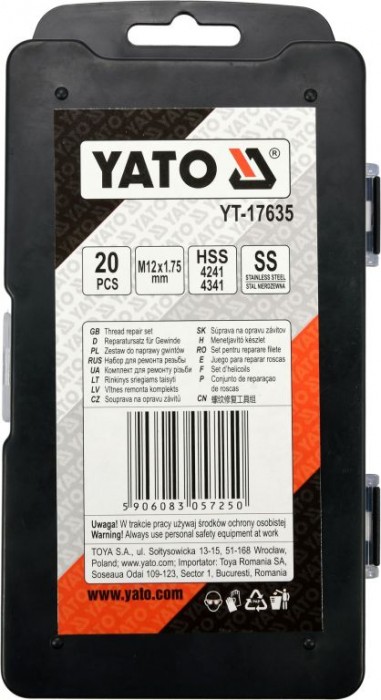 YATO ®
YT-17635
20
PCS
M12x1.75
mm
HSS
4241
4341
SS
STAINLESS STEEL
STAL NIERDZEWNA
GB Thread repair set
D Reparatursatz für Gewinde
PL Zestaw do naprawy gwintów
RUS Набор для ремонта резьбы
UA Комплект для ремонту різьби
LT Rinkinys sriegiams taisyti
LV Vītnes remonta komplekts
CZ Souprava na opravu závitů
SK Súprava na opravu závitov
H Menetjavító készlet
RO Set pentru reparare filete
E Juego para reparar roscas
F Set d'helicoils
P Conjunto de reparaçao
de roscas
CN 螺纹修复工具组
5 906083 057250
Uwaga! W trakcie pracy używaj środków ochrony osobistej
Warning! Always use personal safety equipment at work
TOYA S.A., ul. Sołtysowicka 13-15, 51-168 Wrocław,
Poland; www.yato.com; Importator: Toya Romania SA,
Soseaua Odai 109-123, Sector 1, Bucuresti, Romania
www.yato.com